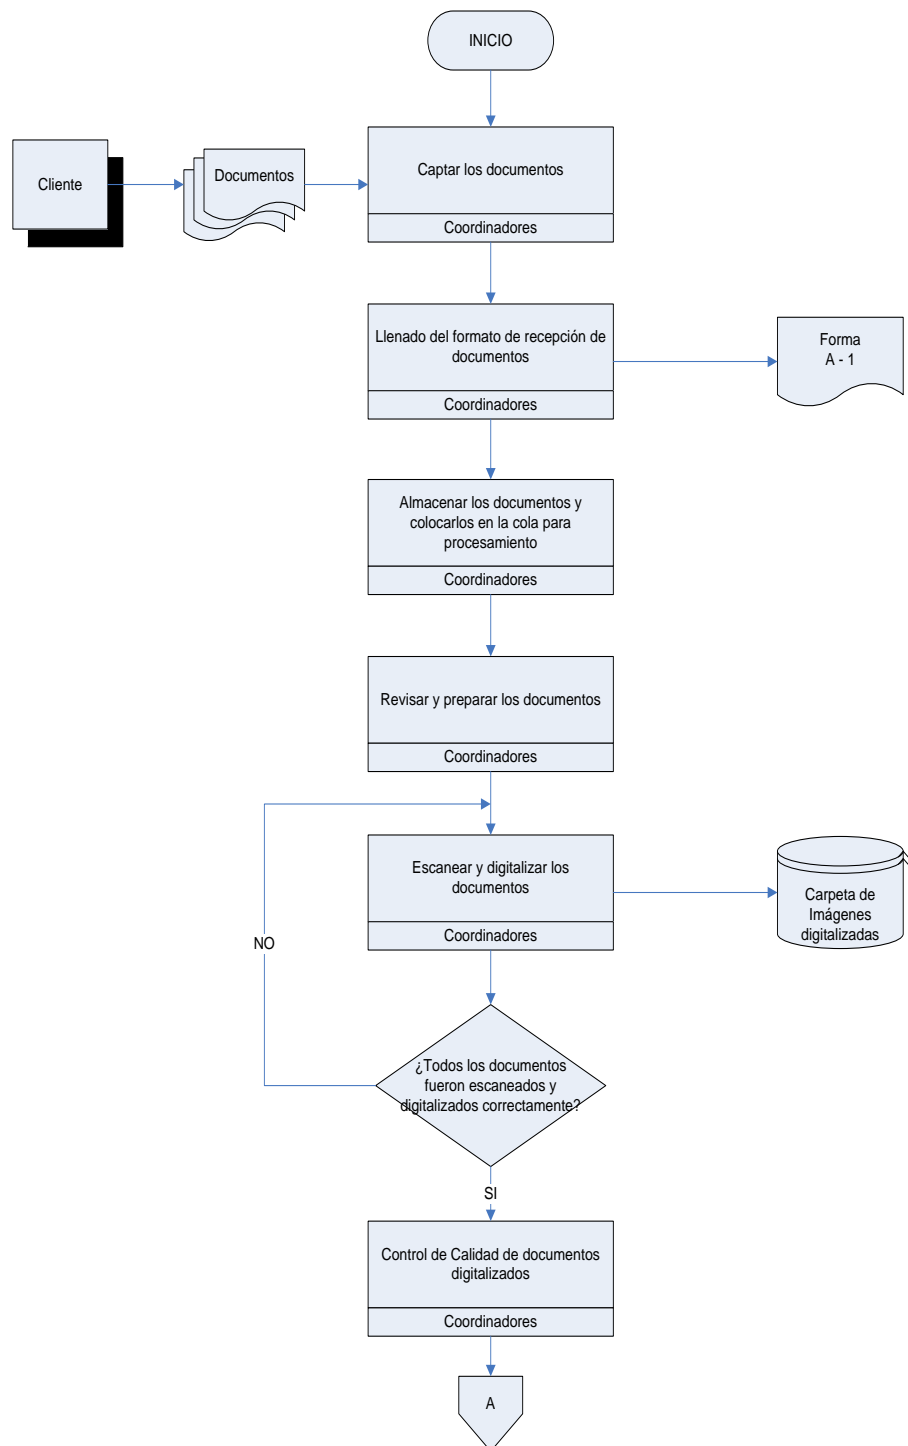 INICIO
Cliente
Documentos
Captar los documentos
Coordinadores
Llenado del formato de recepción de
documentos
Coordinadores
Forma
A - 1
Almacenar los documentos y
colocarlos en la cola para
procesamiento
Coordinadores
Revisar y preparar los documentos
Coordinadores
Escanear y digitalizar los
documentos
Coordinadores
Carpeta de
Imágenes
digitalizadas
NO
¿Todos los documentos
fueron escaneados y
digitalizados correctamente?
SI
Control de Calidad de documentos
digitalizados
Coordinadores
A